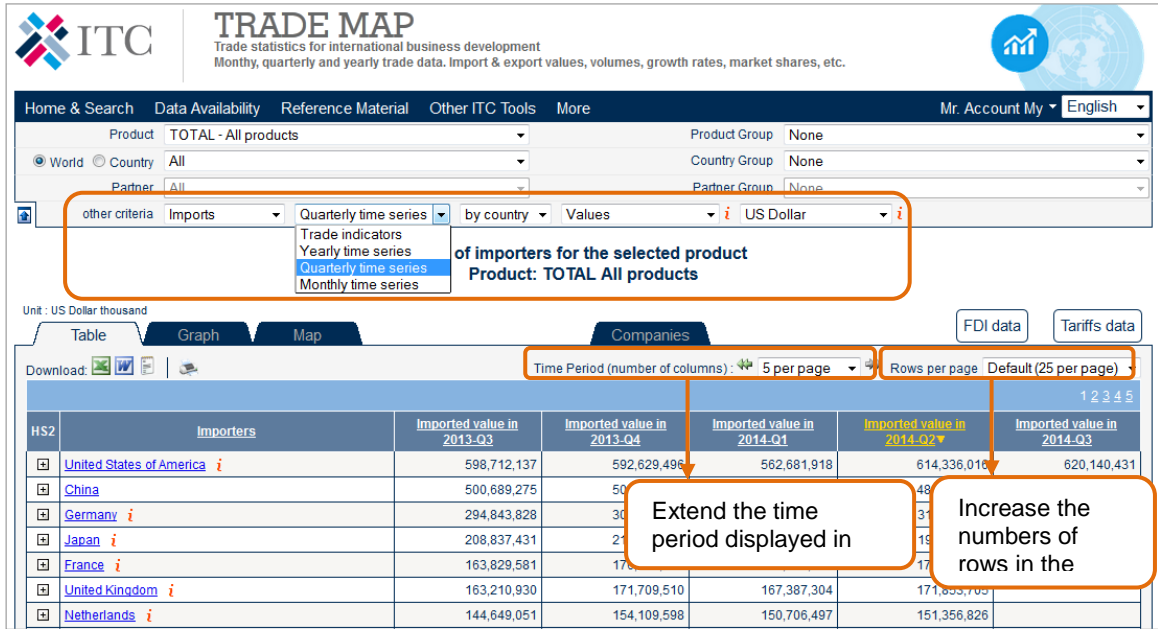 ITC
TRADE MAP
Trade statistics for international business development
Monthy, quarterly and yearly trade data. Import & export values, volumes, growth rates, market shares, etc.
Home & Search Data Availability Reference Material Other ITC Tools More Mr. Account My English
Product TOTAL - All products Product Group None
World Country All Country Group None
Partner All Partner Group None
other criteria Imports Quarterly time series by country Values i US Dollar i
Trade indicators
Yearly time series
Quarterly time series
Monthly time series
of importers for the selected product
Product: TOTAL All products
Unit : US Dollar thousand
Table Graph Map Companies FDI data Tariffs data
Download: Time Period (number of columns) : 5 per page Rows per page Default (25 per page)
1 2 3 4 5
HS2 Importers Imported value in 2013-Q3 Imported value in 2013-Q4 Imported value in 2014-Q1 Imported value in 2014-Q2 Imported value in 2014-Q3
United States of America i 598,712,137 592,629,496 562,681,918 614,336,016 620,140,431
China 500,689,275
Germany i 294,843,828
Japan i 208,837,431
France i 163,829,581
United Kingdom i 163,210,930 171,709,510 167,387,304 171,853,705
Netherlands i 144,649,051 154,109,598 150,706,497 151,356,826
Extend the time
period displayed in
Increase the
numbers of
rows in the